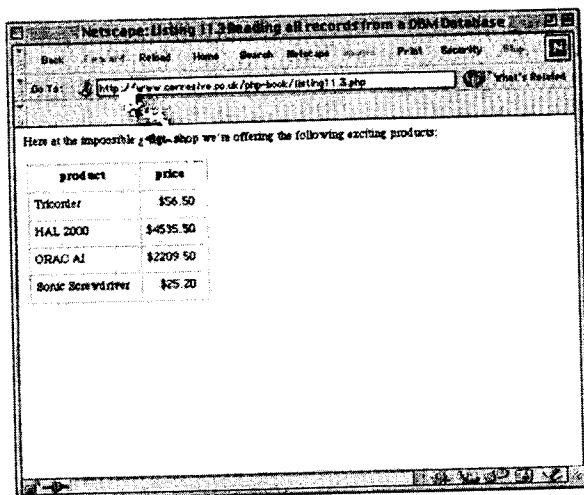 Netscape: Listing 11.3 Reading all records from a DBM Database
Back Forward Reload Home Search Netscape Print Security Stop
Go To: http://www.corrosive.co.uk/php-book/listing11.3.php What's Related
Here at the impossible shop we're offering the following exciting products:
product price
Tricorder $56.50
HAL 2000 $4535.50
ORAC AI $2209.50
Sonic Screwdriver $25.20